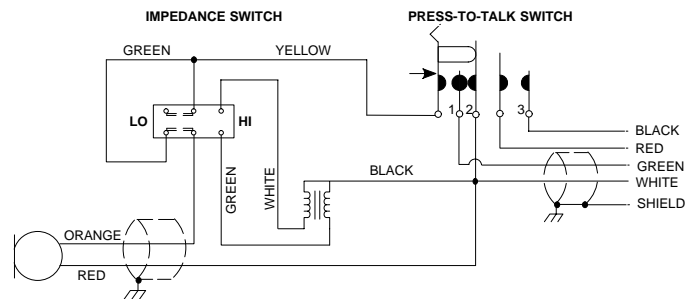 IMPEDANCE SWITCH
PRESS-TO-TALK SWITCH
GREEN
YELLOW
LO
HI
1
2
3
BLACK
RED
GREEN
WHITE
SHIELD
BLACK
GREEN
WHITE
ORANGE
RED